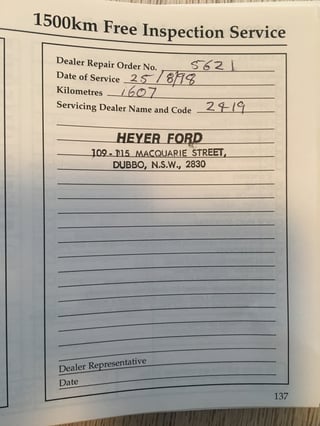 1500km Free Inspection Service
Dealer Repair Order No. 5621
Date of Service 25/8/98
Kilometres 1607
Servicing Dealer Name and Code 2419
HEYER FORD
109-115 MACQUARIE STREET,
DUBBO, N.S.W., 2830
Dealer Representative
Date
137